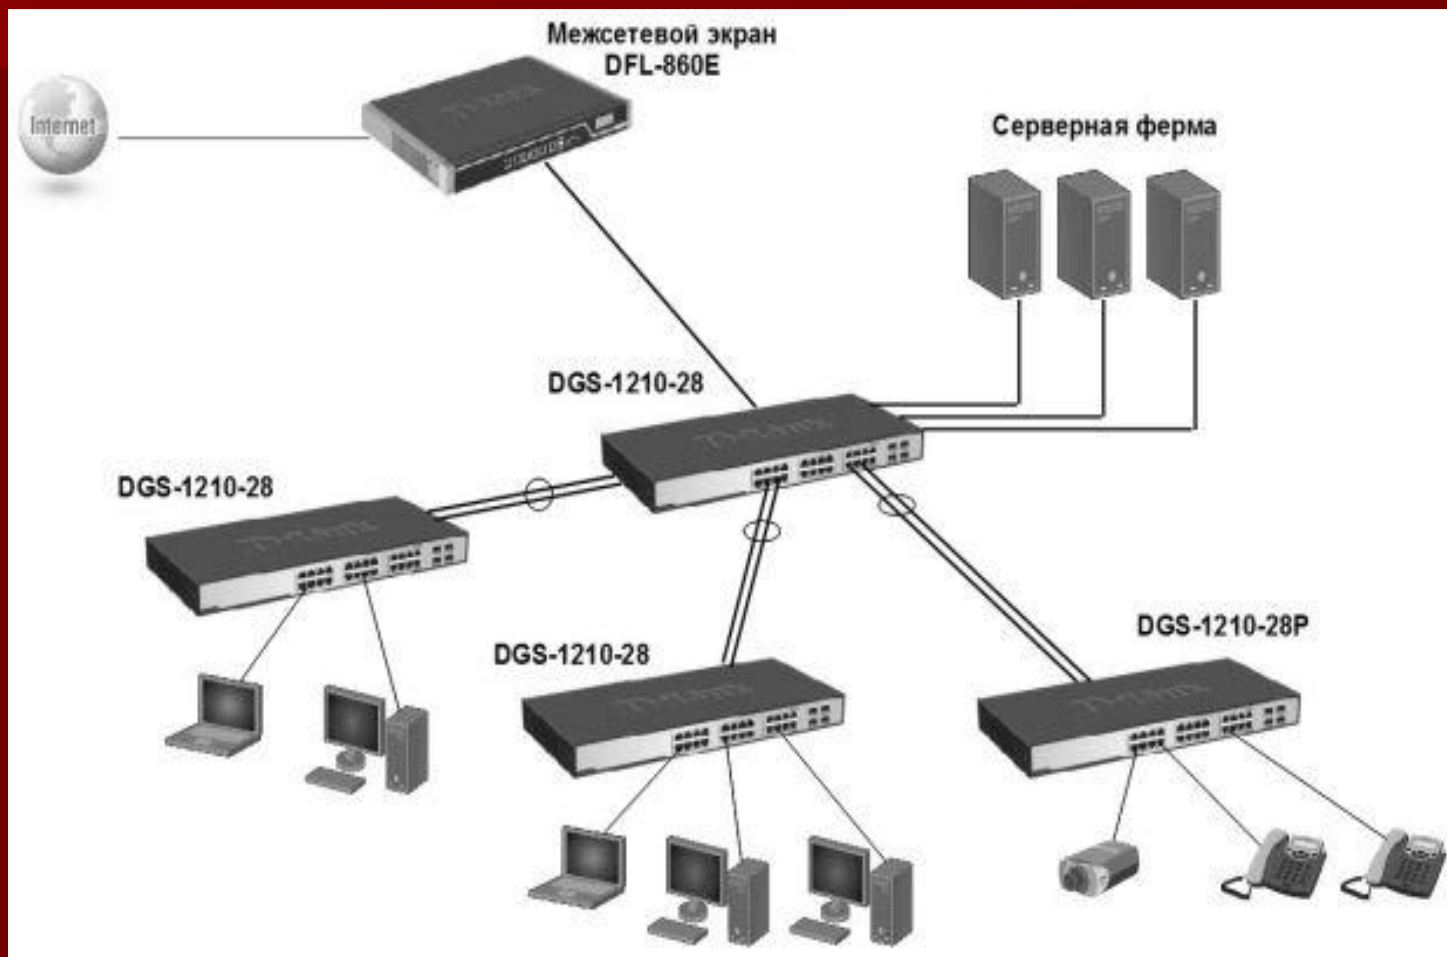 Межсетевой экран
DFL-860E
Internet
Серверная ферма
DGS-1210-28
DGS-1210-28
DGS-1210-28
DGS-1210-28P